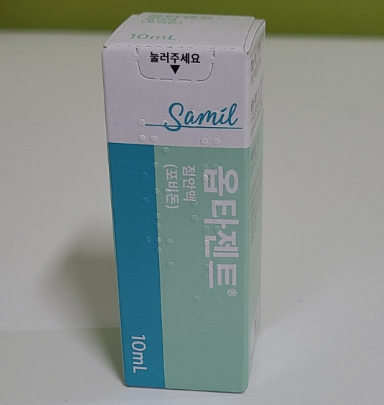 10mL
눌러주세요
Samil
옵타젠트®
점안액
(포비돈)
10mL